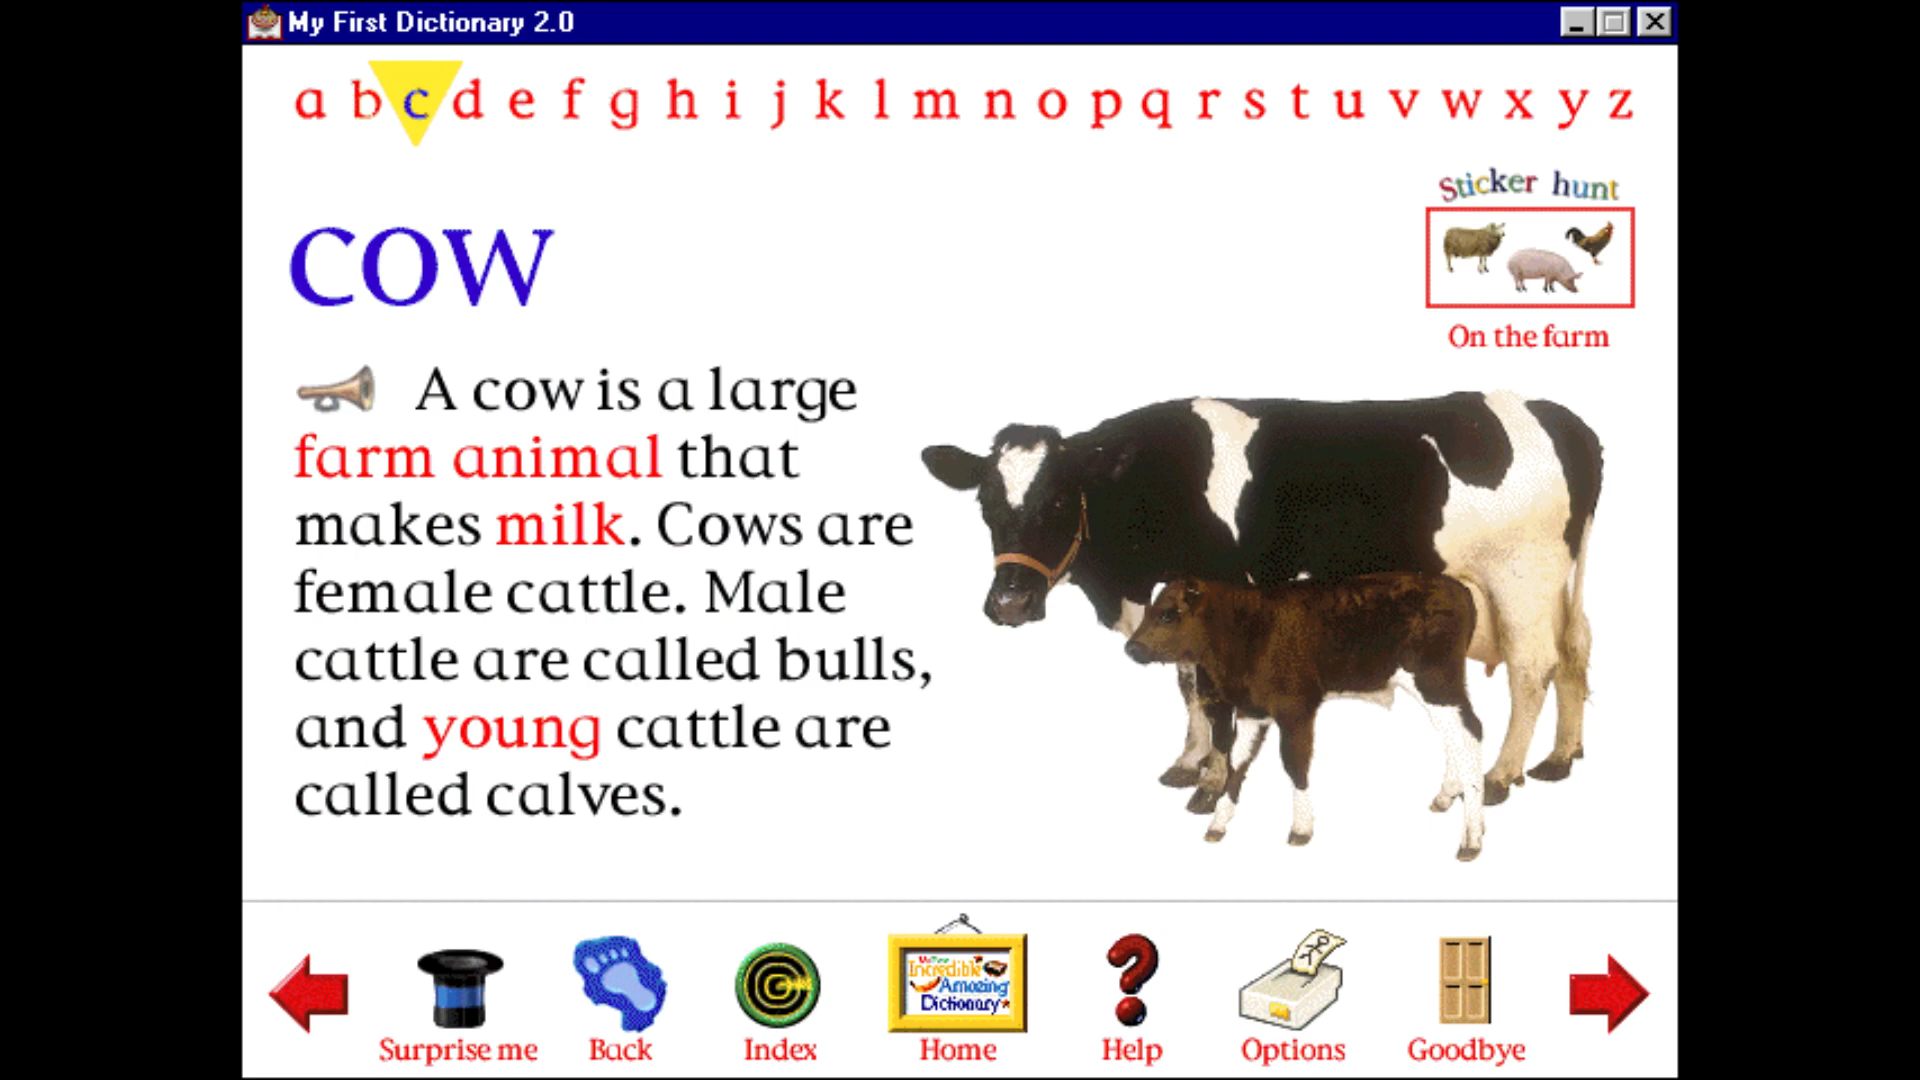 My First Dictionary 2.0
a b c d e f g h i j k l m n o p q r s t u v w x y z
Sticker hunt
cow
On the farm
A cow is a large
farm animal that
makes milk. Cows are
female cattle. Male
cattle are called bulls,
and young cattle are
called calves.
My First
Incredible
Amazing
Dictionary
Surprise me
Back
Index
Home
Help
Options
Goodbye